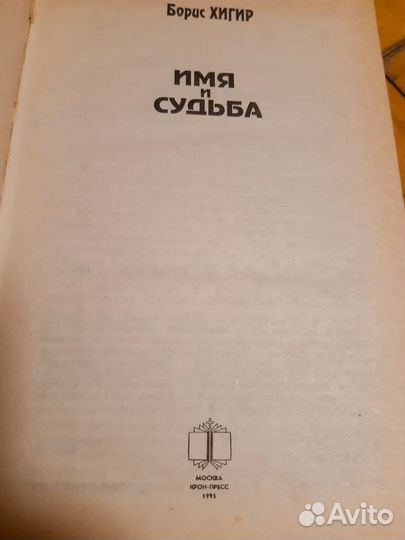 Борис ХИГИР
ИМЯ
и
СУДЬБА
МОСКВА
КРОН-ПРЕСС
1995
Avito